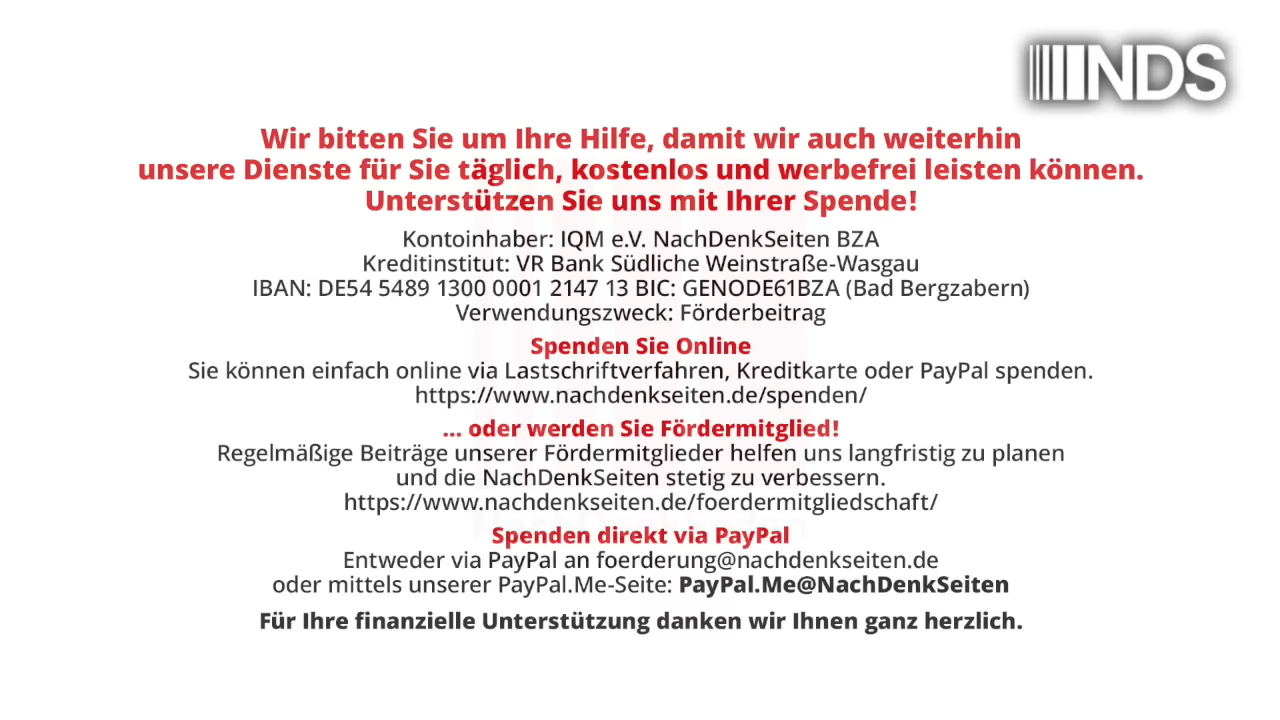 NDS
Wir bitten Sie um Ihre Hilfe, damit wir auch weiterhin
unsere Dienste für Sie täglich, kostenlos und werbefrei leisten können.
Unterstützen Sie uns mit Ihrer Spende!
Kontoinhaber: IQM e.V. NachDenkSeiten BZA
Kreditinstitut: VR Bank Südliche Weinstraße-Wasgau
IBAN: DE54 5489 1300 0001 2147 13 BIC: GENODE61BZA (Bad Bergzabern)
Verwendungszweck: Förderbeitrag
Spenden Sie Online
Sie können einfach online via Lastschriftverfahren, Kreditkarte oder PayPal spenden.
https://www.nachdenkseiten.de/spenden/
... oder werden Sie Fördermitglied!
Regelmäßige Beiträge unserer Fördermitglieder helfen uns langfristig zu planen
und die NachDenkSeiten stetig zu verbessern.
https://www.nachdenkseiten.de/foerdermitgliedschaft/
Spenden direkt via PayPal
Entweder via PayPal an foerderung@nachdenkseiten.de
oder mittels unserer PayPal.Me-Seite: PayPal.Me@NachDenkSeiten
Für Ihre finanzielle Unterstützung danken wir Ihnen ganz herzlich.